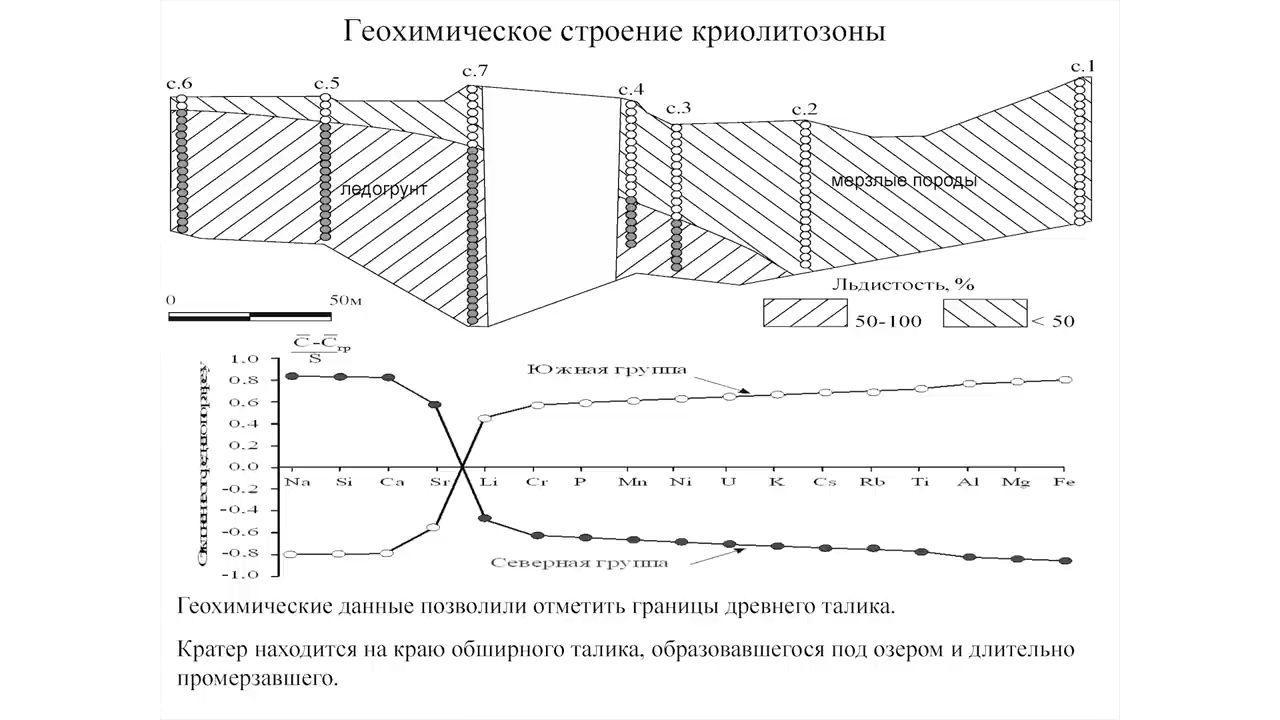 Геохимическое строение криолитозоны
с.6
с.5
с.7
с.4
с.3
с.2
с.1
ледогрунт
мерзлые породы
0 50м
Льдистость, %
50-100
< 50
C̅ - C̅гр
S
1.0
0.8
0.6
0.4
0.2
0.0
-0.2
-0.4
-0.6
-0.8
-1.0
Южная группа
Na Si Ca Sr Li Cr P Mn Ni U K Cs Rb Ti Al Mg Fe
Северная группа
Геохимические данные позволили отметить границы древнего талика.
Кратер находится на краю обширного талика, образовавшегося под озером и длительно
промерзавшего.